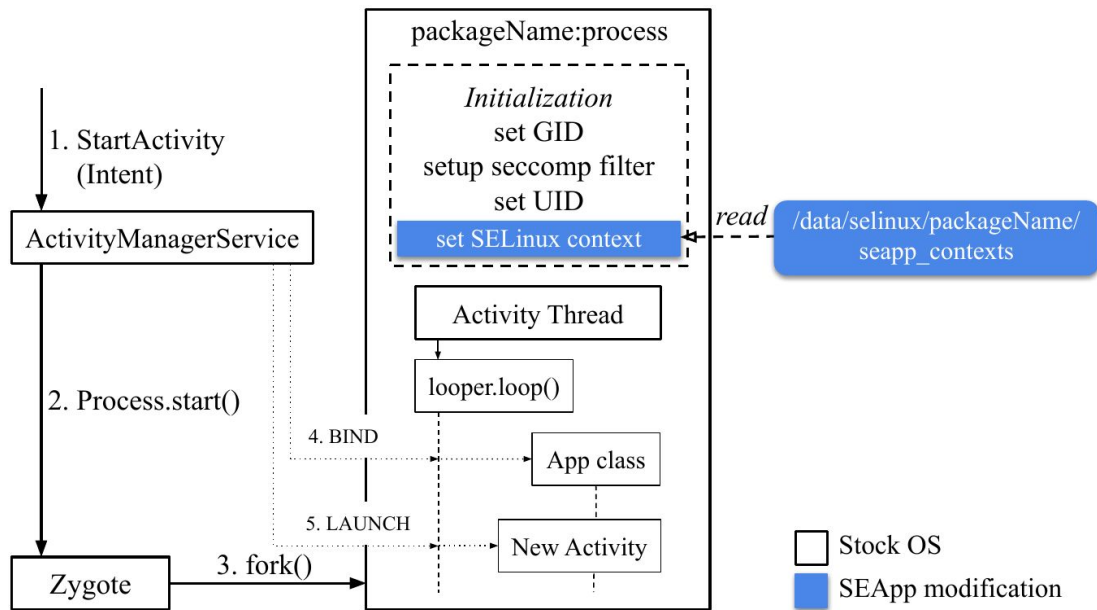 packageName:process
Initialization
set GID
setup seccomp filter
set UID
set SELinux context
read
/data/selinux/packageName/
seapp_contexts
1. StartActivity
(Intent)
ActivityManagerService
Activity Thread
looper.loop()
2. Process.start()
4. BIND
App class
5. LAUNCH
New Activity
Zygote
3. fork()
Stock OS
SEApp modification